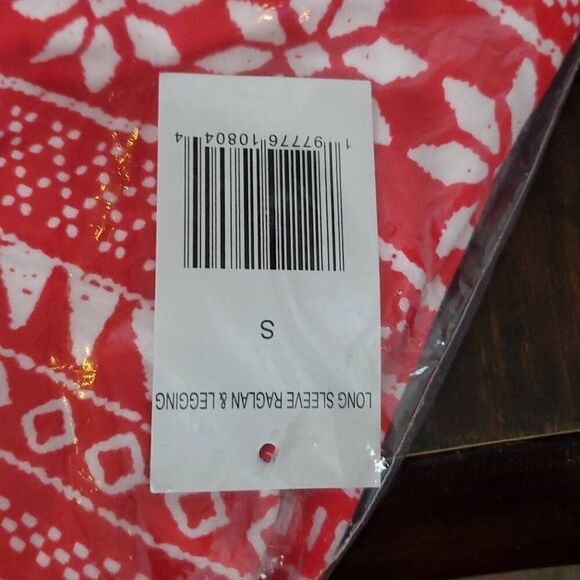 LONG SLEEVE RAGLAN & LEGGING
S
1 97776 10804 4